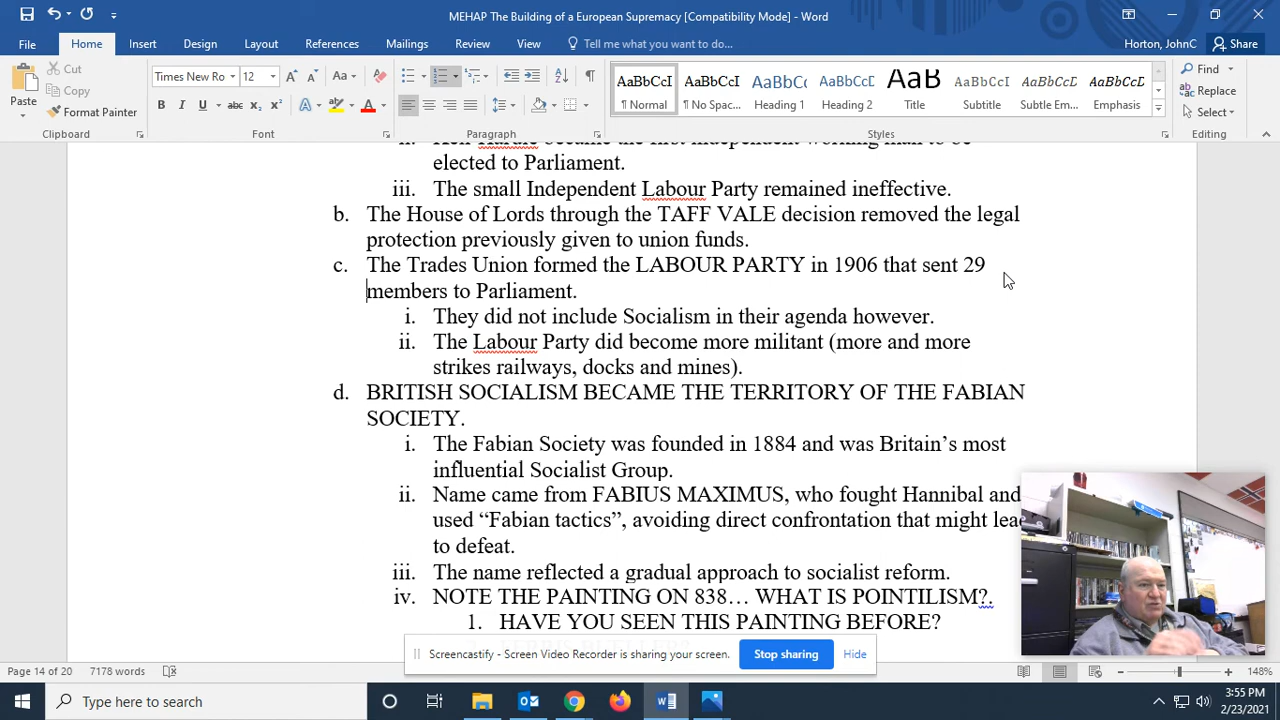 MEHAP The Building of a European Supremacy [Compatibility Mode] - Word
File Home Insert Design Layout References Mailings Review View Tell me what you want to do... Horton, JohnC Share
Paste
Cut
Copy
Format Painter
Clipboard
Times New Ro 12 Aa
B I U abc x₂ x² A A
Font
Paragraph
AaBbCcI AaBbCcI AaBbC AaBbCcI AaB AaBbCcI AaBbCcI AaBbCcI
¶ Normal ¶ No Spac... Heading 1 Heading 2 Title Subtitle Subtle Em... Emphasis
Styles
Find
Replace
Select
Editing
elected to Parliament.
iii. The small Independent Labour Party remained ineffective.
b. The House of Lords through the TAFF VALE decision removed the legal
protection previously given to union funds.
c. The Trades Union formed the LABOUR PARTY in 1906 that sent 29
members to Parliament.
i. They did not include Socialism in their agenda however.
ii. The Labour Party did become more militant (more and more
strikes railways, docks and mines).
d. BRITISH SOCIALISM BECAME THE TERRITORY OF THE FABIAN
SOCIETY.
i. The Fabian Society was founded in 1884 and was Britain's most
influential Socialist Group.
ii. Name came from FABIUS MAXIMUS, who fought Hannibal and
used “Fabian tactics”, avoiding direct confrontation that might lead
to defeat.
iii. The name reflected a gradual approach to socialist reform.
iv. NOTE THE PAINTING ON 838… WHAT IS POINTILISM?.
1. HAVE YOU SEEN THIS PAINTING BEFORE?
Screencastify - Screen Video Recorder is sharing your screen. Stop sharing Hide
Page 14 of 20 7178 words 148%
Type here to search
3:55 PM
2/23/2021